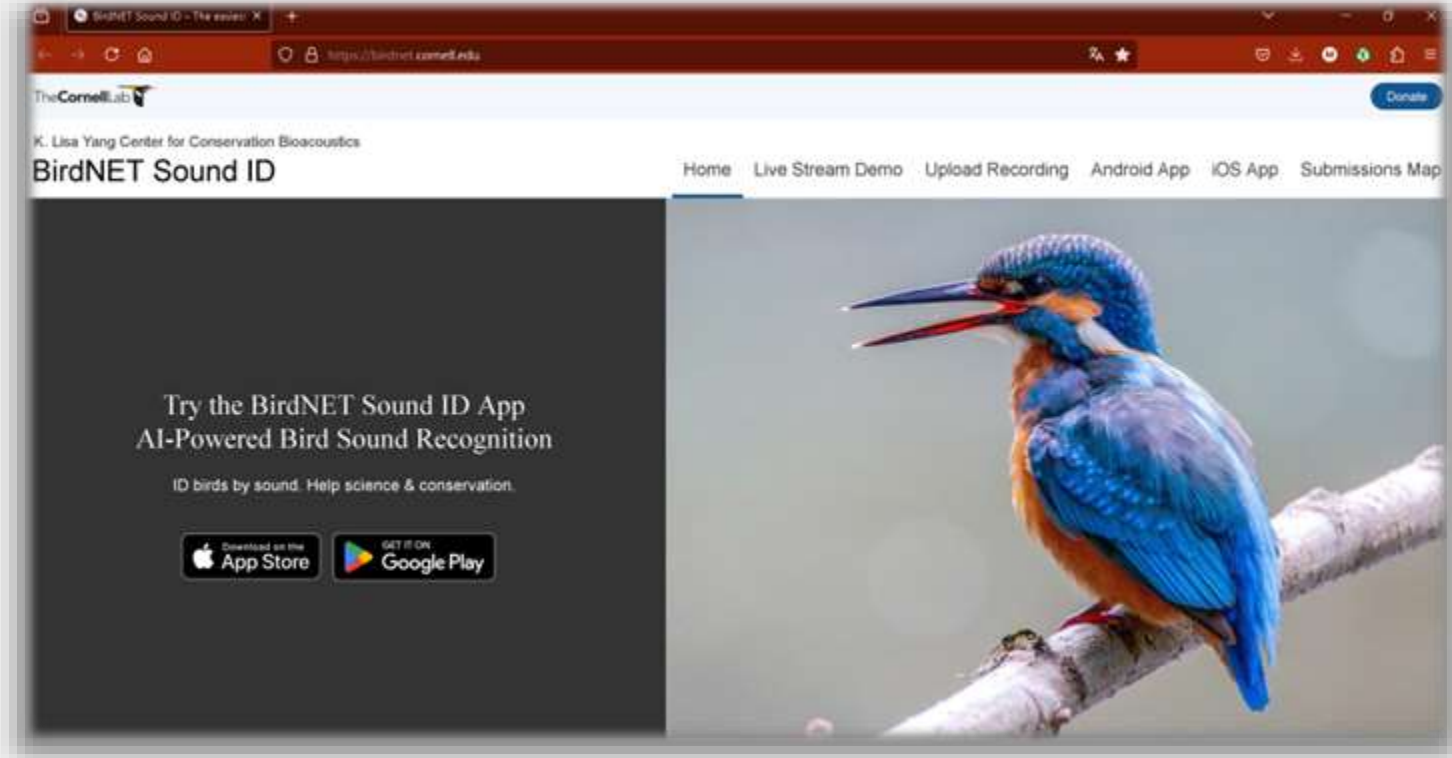 BirdNET Sound ID – The easies
https://birdnet.cornell.edu
TheCornellLab
Donate
K. Lisa Yang Center for Conservation Bioacoustics
BirdNET Sound ID
Home Live Stream Demo Upload Recording Android App iOS App Submissions Map
Try the BirdNET Sound ID App
AI-Powered Bird Sound Recognition
ID birds by sound. Help science & conservation.
Download on the
App Store
GET IT ON
Google Play